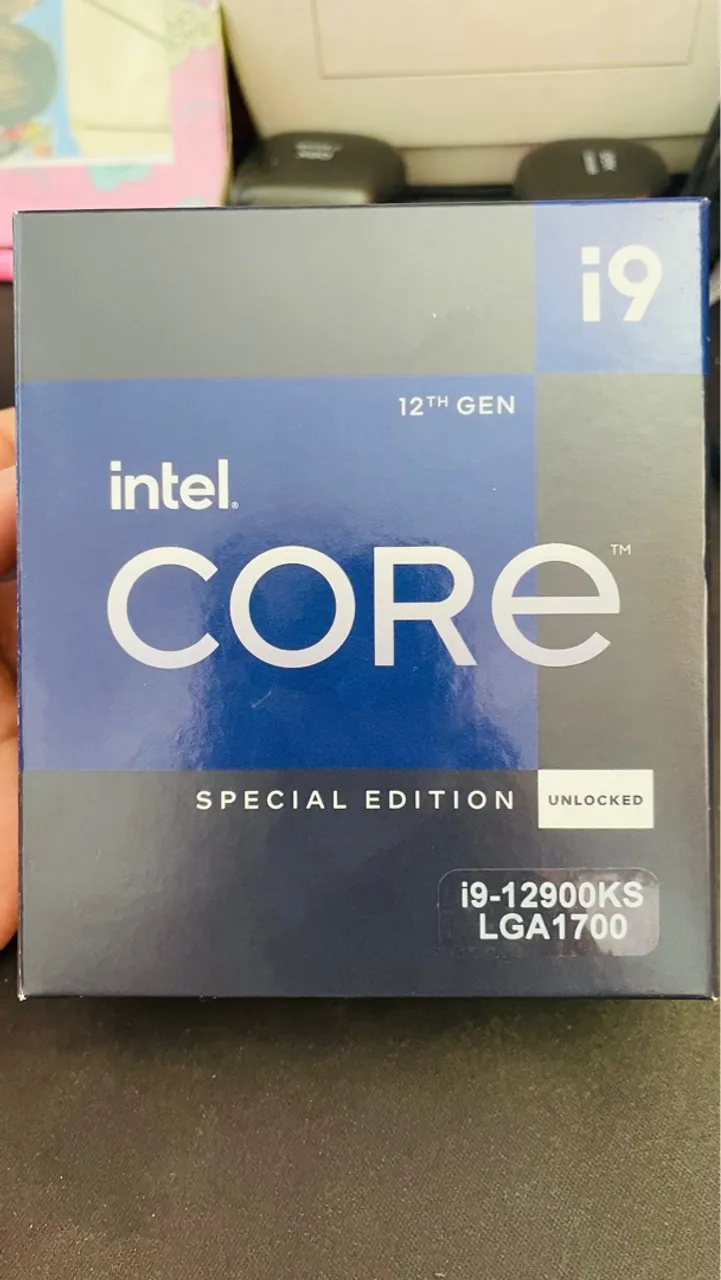 i9
12TH GEN
intel.
CORe™
SPECIAL EDITION
UNLOCKED
i9-12900KS
LGA1700